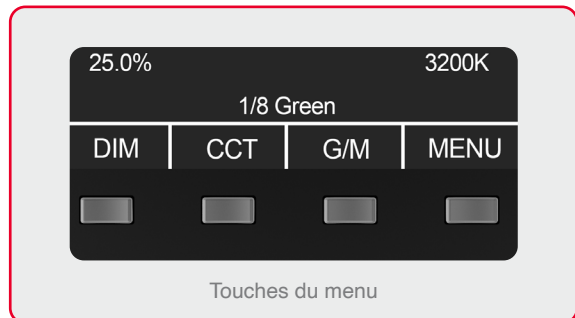 25.0% 3200K
1/8 Green
DIM CCT G/M MENU
Touches du menu